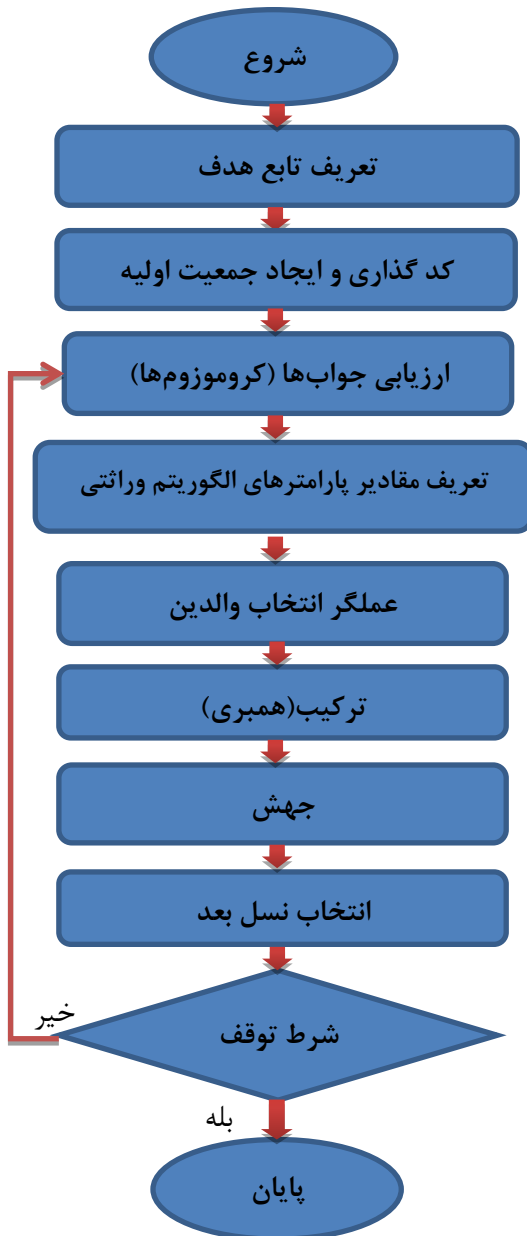 شروع
تعریف تابع هدف
کد گذاری و ایجاد جمعیت اولیه
ارزیابی جواب‌ها (کروموزوم‌ها)
تعریف مقادیر پارامترهای الگوریتم وراثتی
عملگر انتخاب والدین
ترکیب(همبری)
جهش
انتخاب نسل بعد
خیر
شرط توقف
بله
پایان